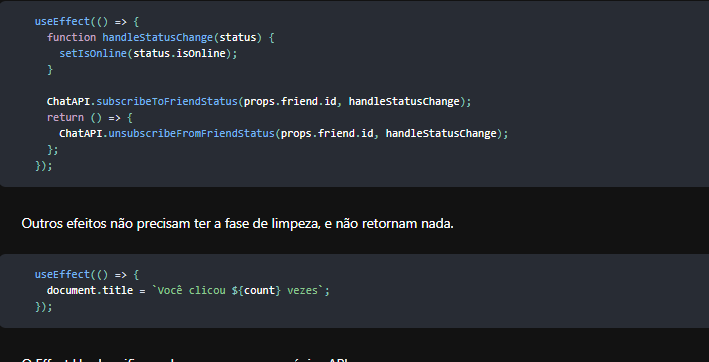 useEffect(() => {
function handleStatusChange(status) {
setIsOnline(status.isOnline);
}
ChatAPI.subscribeToFriendStatus(props.friend.id, handleStatusChange);
return () => {
ChatAPI.unsubscribeFromFriendStatus(props.friend.id, handleStatusChange);
};
});
Outros efeitos não precisam ter a fase de limpeza, e não retornam nada.
useEffect(() => {
document.title = `Você clicou ${count} vezes`;
});